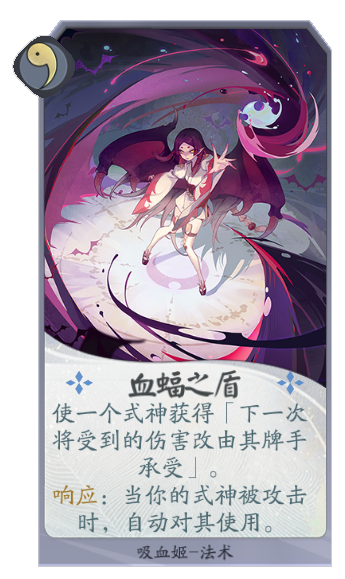 血蝠之盾
使一个式神获得「下一次
将受到的伤害改由其牌手
承受」。
响应：当你的式神被攻击
时，自动对其使用。
吸血姬-法术